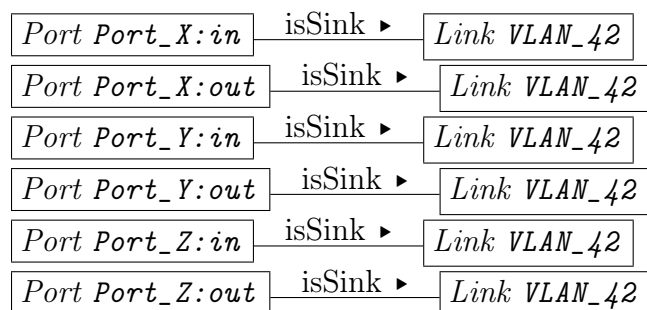 Port Port_X:in isSink ► Link VLAN_42
Port Port_X:out isSink ► Link VLAN_42
Port Port_Y:in isSink ► Link VLAN_42
Port Port_Y:out isSink ► Link VLAN_42
Port Port_Z:in isSink ► Link VLAN_42
Port Port_Z:out isSink ► Link VLAN_42